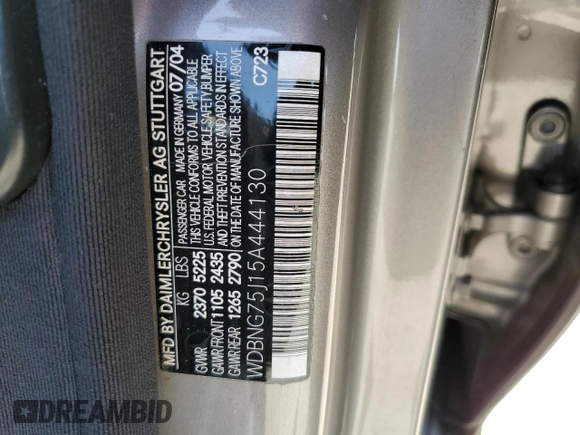 MFD BY DAIMLERCHRYSLER AG STUTTGART
KG LBS PASSENGER CAR MADE IN GERMANY 07/04
GVWR 2370 5225 THIS VEHICLE CONFORMS TO ALL APPLICABLE
GAWR FRONT 1105 2435 U.S. FEDERAL MOTOR VEHICLE SAFETY, BUMPER
GAWR REAR 1265 2790 AND THEFT PREVENTION STANDARDS IN EFFECT
ON THE DATE OF MANUFACTURE SHOWN ABOVE
C723
WDBNG75J15A444130
DREAMBID